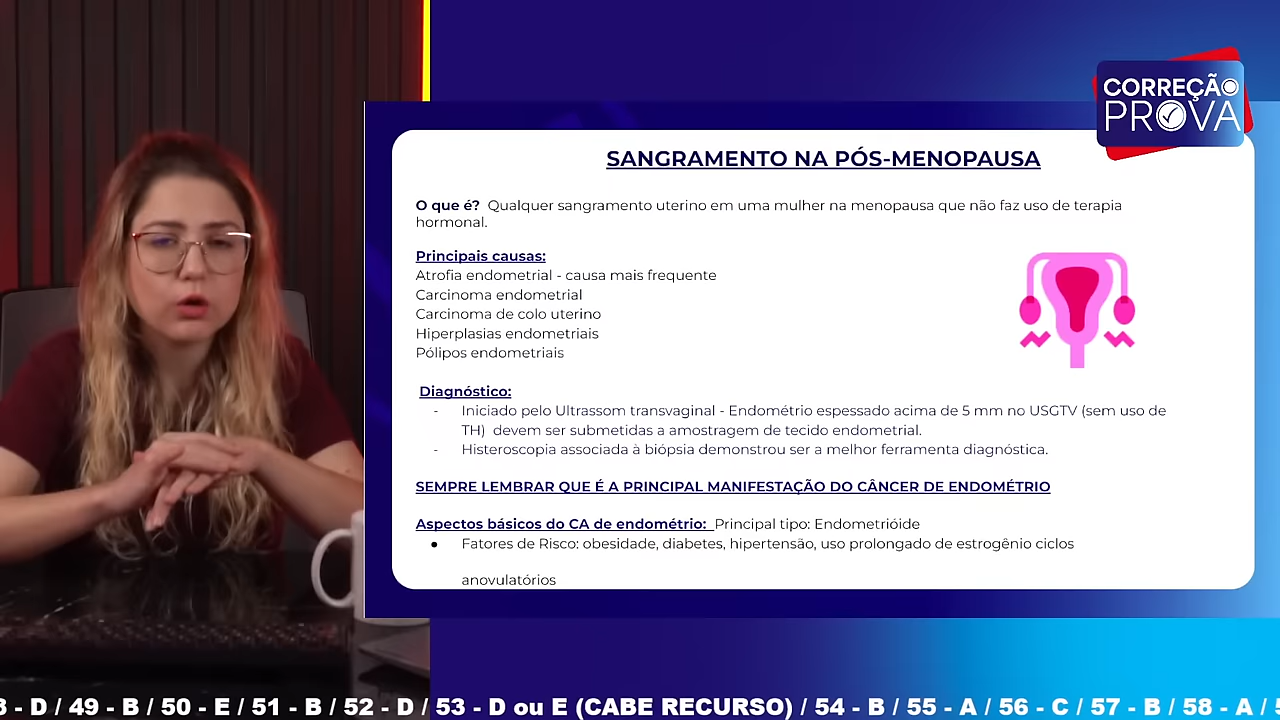 CORREÇÃO
PROVA
SANGRAMENTO NA PÓS-MENOPAUSA
O que é? Qualquer sangramento uterino em uma mulher na menopausa que não faz uso de terapia
hormonal.
Principais causas:
Atrofia endometrial - causa mais frequente
Carcinoma endometrial
Carcinoma de colo uterino
Hiperplasias endometriais
Pólipos endometriais
Diagnóstico:
- Iniciado pelo Ultrassom transvaginal - Endométrio espessado acima de 5 mm no USGTV (sem uso de
TH) devem ser submetidas a amostragem de tecido endometrial.
- Histeroscopia associada à biópsia demonstrou ser a melhor ferramenta diagnóstica.
SEMPRE LEMBRAR QUE É A PRINCIPAL MANIFESTAÇÃO DO CÂNCER DE ENDOMÉTRIO
Aspectos básicos do CA de endométrio: Principal tipo: Endometrióide
● Fatores de Risco: obesidade, diabetes, hipertensão, uso prolongado de estrogênio ciclos
anovulatórios
- D / 49 - B / 50 - E / 51 - B / 52 - D / 53 - D ou E (CABE RECURSO) / 54 - B / 55 - A / 56 - C / 57 - B / 58 - A /